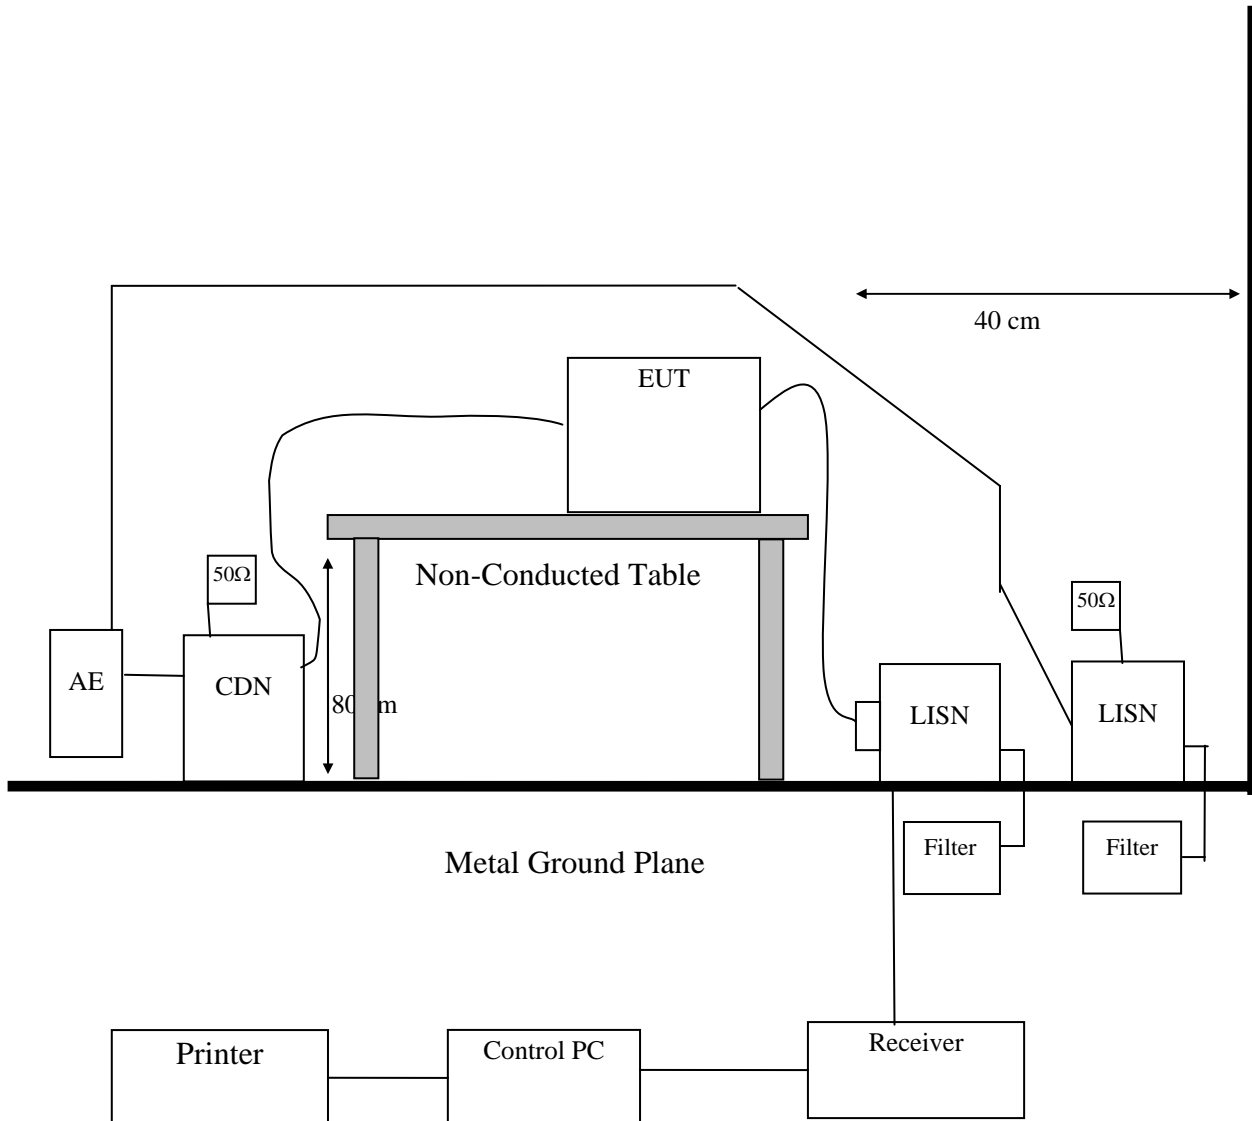 40 cm
EUT
50Ω
Non-Conducted Table
50Ω
AE
CDN
80 m
LISN
LISN
Filter
Filter
Metal Ground Plane
Printer
Control PC
Receiver